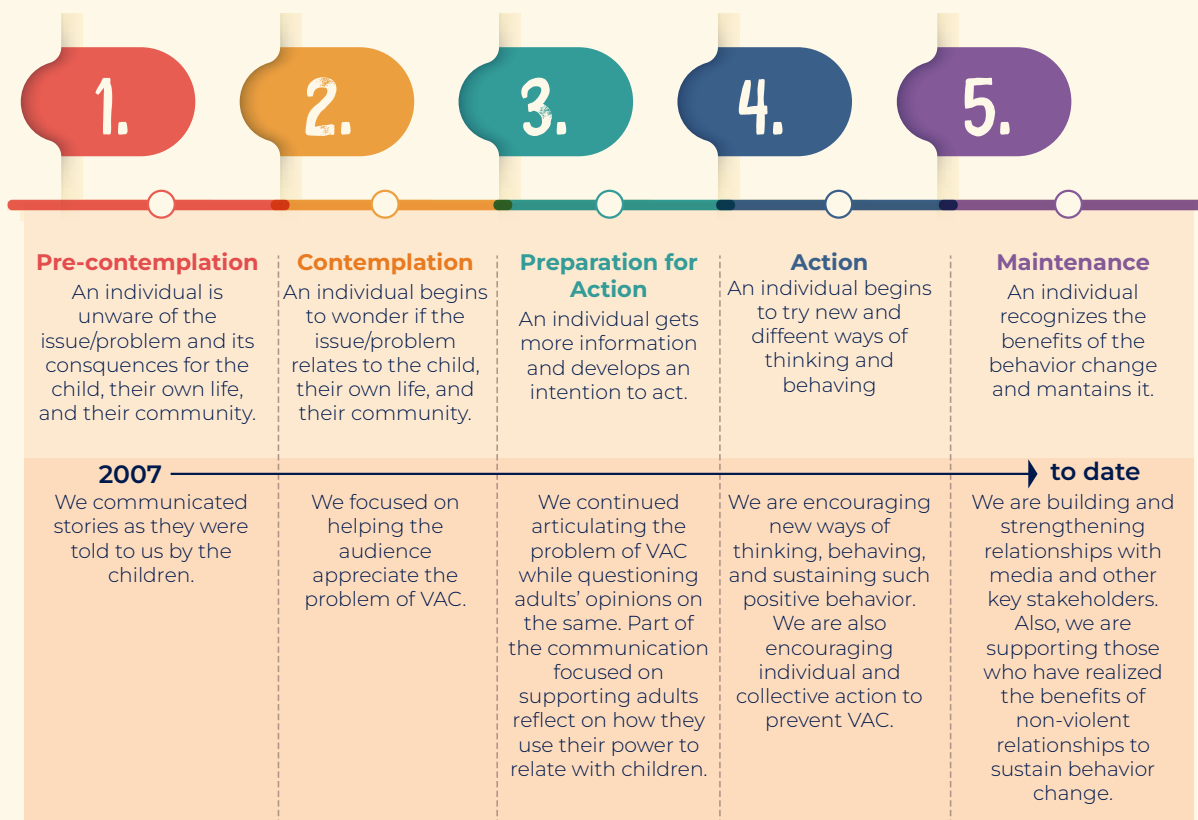 1.
2.
3.
4.
5.
Pre-contemplation
An individual is
unware of the
issue/problem and its
consquences for the
child, their own life,
and their community.
Contemplation
An individual begins
to wonder if the
issue/problem
relates to the child,
their own life, and
their community.
Preparation for
Action
An individual gets
more information
and develops an
intention to act.
Action
An individual begins
to try new and
diffeent ways of
thinking and
behaving
Maintenance
An individual
recognizes the
benefits of the
behavior change
and mantains it.
2007
to date
We communicated
stories as they were
told to us by the
children.
We focused on
helping the
audience
appreciate the
problem of VAC.
We continued
articulating the
problem of VAC
while questioning
adults’ opinions on
the same. Part of
the communication
focused on
supporting adults
reflect on how they
use their power to
relate with children.
We are encouraging
new ways of
thinking, behaving,
and sustaining such
positive behavior.
We are also
encouraging
individual and
collective action to
prevent VAC.
We are building and
strengthening
relationships with
media and other
key stakeholders.
Also, we are
supporting those
who have realized
the benefits of
non-violent
relationships to
sustain behavior
change.